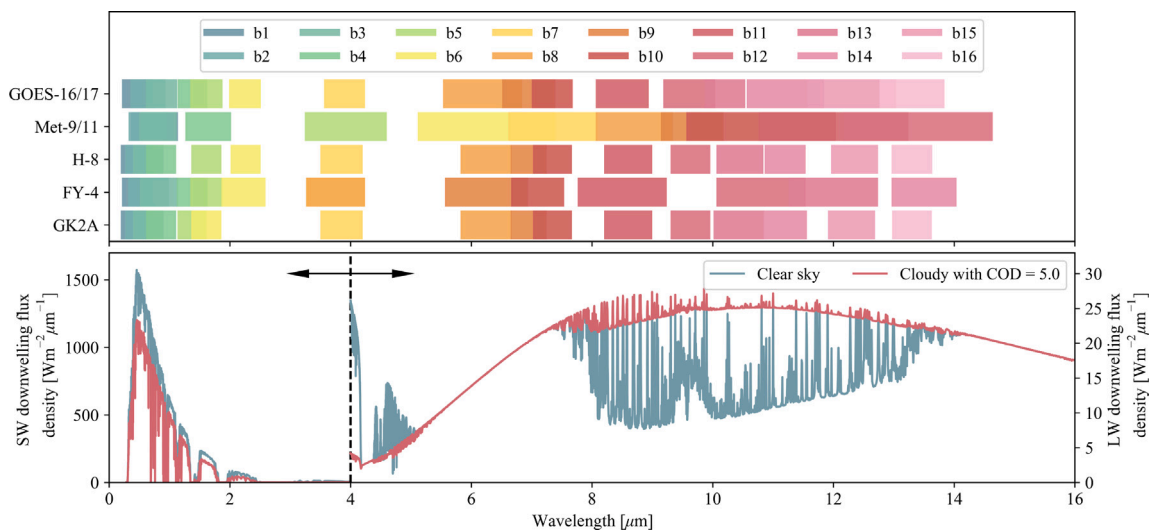 b1 b3 b5 b7 b9 b11 b13 b15
b2 b4 b6 b8 b10 b12 b14 b16
GOES-16/17
Met-9/11
H-8
FY-4
GK2A
Clear sky Cloudy with COD = 5.0
SW downwelling flux
density [Wm⁻²μm⁻¹]
1500
1000
500
0
30
25
20
15
10
5
0
LW downwelling flux
density [Wm⁻²μm⁻¹]
0 2 4 6 8 10 12 14 16
Wavelength [μm]